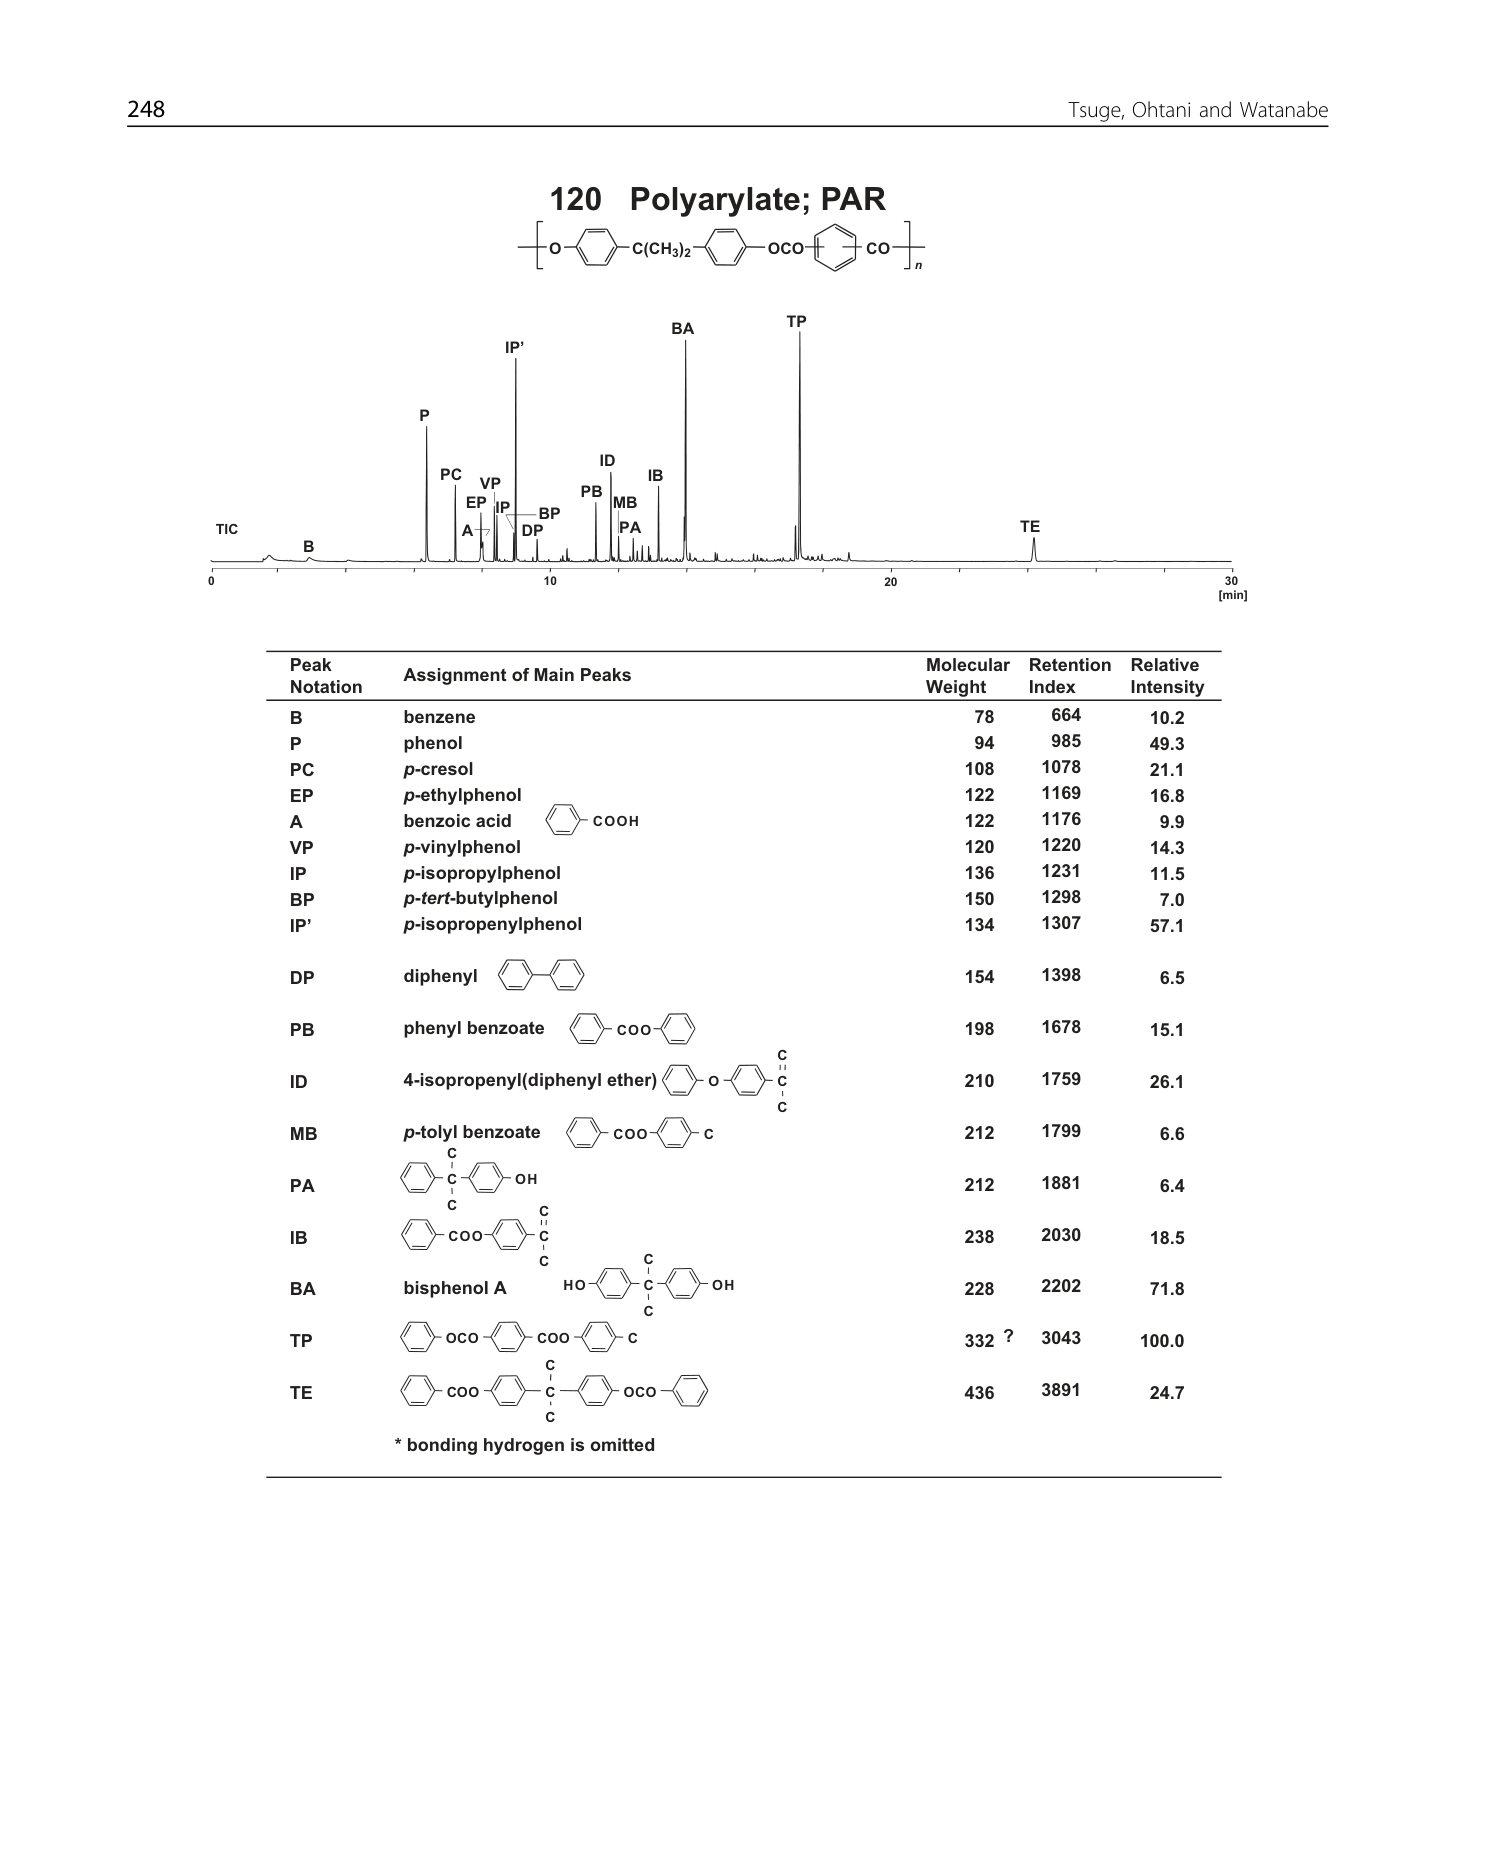 248 Tsuge, Ohtani and Watanabe
120 Polyarylate; PAR
O C(CH3)2 OCO CO n
TP
BA
IP’
P
ID
PC IB
VP
PB
EP IP MB
BP
A DP PA
TIC TE
B
0 10 20 30
[min]
Peak Notation Assignment of Main Peaks Molecular Weight Retention Index Relative Intensity
B benzene 78 664 10.2
P phenol 94 985 49.3
PC p-cresol 108 1078 21.1
EP p-ethylphenol 122 1169 16.8
A benzoic acid COOH 122 1176 9.9
VP p-vinylphenol 120 1220 14.3
IP p-isopropylphenol 136 1231 11.5
BP p-tert-butylphenol 150 1298 7.0
IP’ p-isopropenylphenol 134 1307 57.1
DP diphenyl 154 1398 6.5
PB phenyl benzoate COO 198 1678 15.1
C
ID 4-isopropenyl(diphenyl ether) O C 210 1759 26.1
C
MB p-tolyl benzoate COO C 212 1799 6.6
C
PA C OH 212 1881 6.4
C
C
IB COO C 238 2030 18.5
C
C
BA bisphenol A HO C OH 228 2202 71.8
C
TP OCO COO C 332 ? 3043 100.0
C
TE COO C OCO 436 3891 24.7
C
* bonding hydrogen is omitted